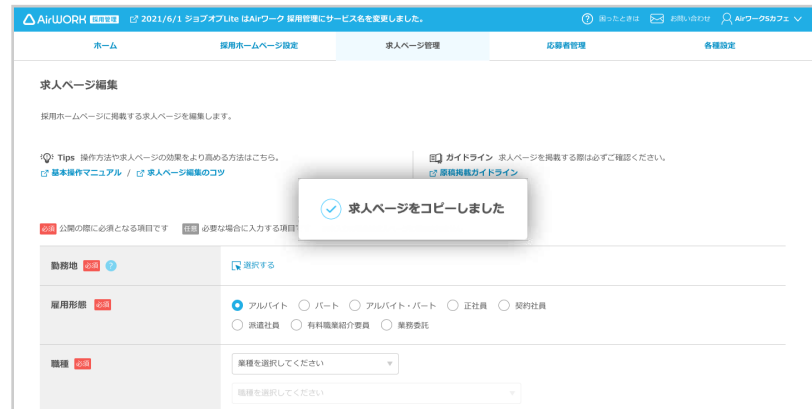 AirWORK 採用管理 2021/6/1 ジョブオプLite はAirワーク 採用管理にサービス名を変更しました。 困ったときは お問い合わせ AirワークSカフェ
ホーム 採用ホームページ設定 求人ページ管理 応募者管理 各種設定
求人ページ編集
採用ホームページに掲載する求人ページを編集します。
Tips 操作方法や求人ページの効果をより高める方法はこちら。
基本操作マニュアル / 求人ページ編集のコツ
ガイドライン 求人ページを掲載する際は必ずご確認ください。
原稿掲載ガイドライン
求人ページをコピーしました
必須 公開の際に必須となる項目です 任意 必要な場合に入力する項目
勤務地 必須 ? 選択する
雇用形態 必須 アルバイト パート アルバイト・パート 正社員 契約社員
派遣社員 有料職業紹介要員 業務委託
職種 必須 業種を選択してください
職種を選択してください